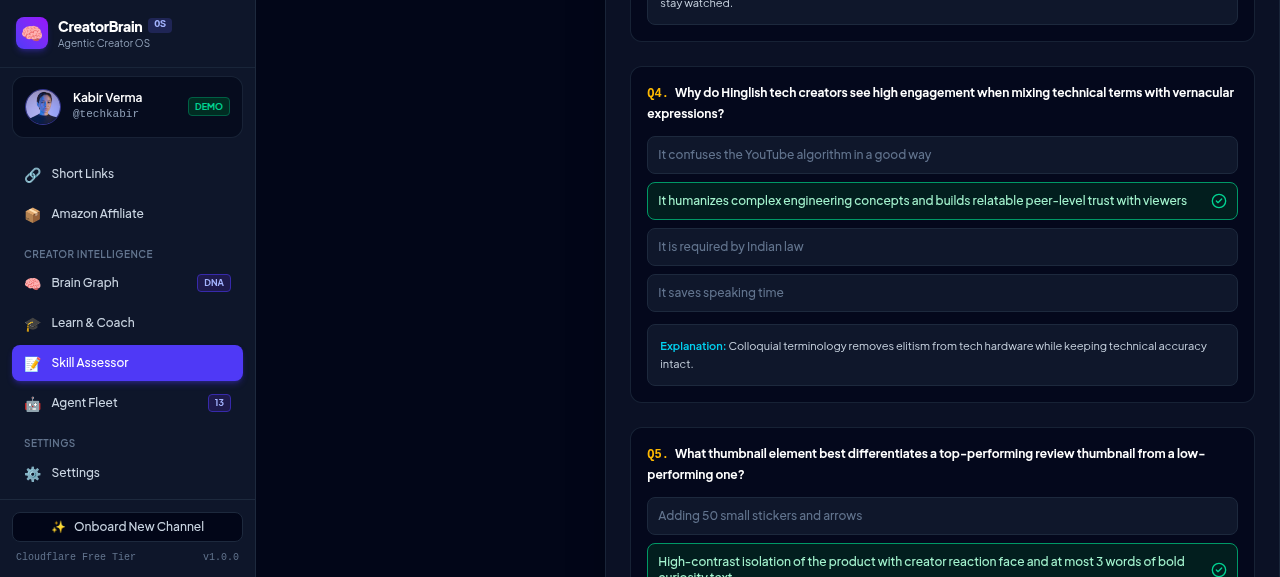 CreatorBrain OS
Agentic Creator OS
Kabir Verma
@techkabir
DEMO
Short Links
Amazon Affiliate
CREATOR INTELLIGENCE
Brain Graph DNA
Learn & Coach
Skill Assessor
Agent Fleet 13
SETTINGS
Settings
Onboard New Channel
Cloudflare Free Tier v1.0.0
stay watched.
Q4. Why do Hinglish tech creators see high engagement when mixing technical terms with vernacular
expressions?
It confuses the YouTube algorithm in a good way
It humanizes complex engineering concepts and builds relatable peer-level trust with viewers
It is required by Indian law
It saves speaking time
Explanation: Colloquial terminology removes elitism from tech hardware while keeping technical accuracy
intact.
Q5. What thumbnail element best differentiates a top-performing review thumbnail from a low-
performing one?
Adding 50 small stickers and arrows
High-contrast isolation of the product with creator reaction face and at most 3 words of bold
curiosity text